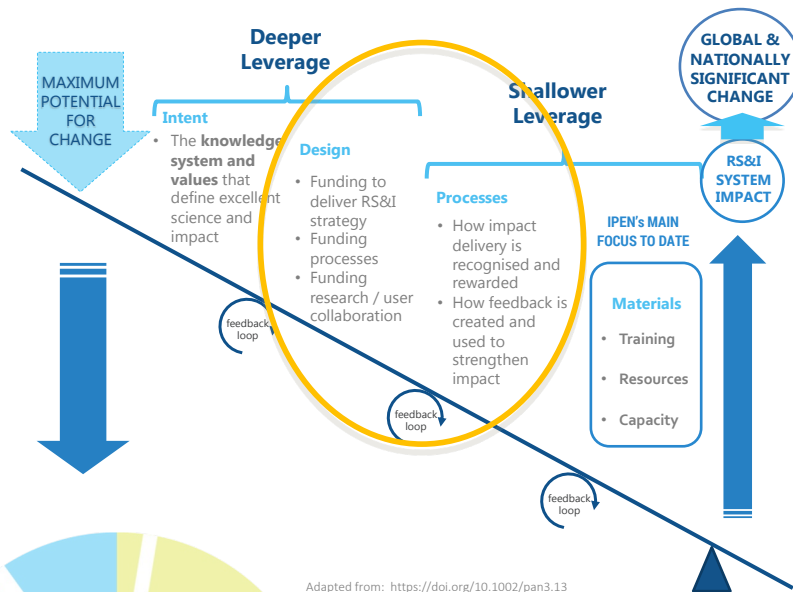 Deeper
Leverage
GLOBAL &
NATIONALLY
SIGNIFICANT
CHANGE
MAXIMUM
POTENTIAL
FOR
CHANGE
Shallower
Leverage
Intent
• The knowledge
system and
values that
define excellent
science and
impact
Design
• Funding to
deliver RS&I
strategy
• Funding
processes
• Funding
research / user
collaboration
Processes
• How impact
delivery is
recognised and
rewarded
• How feedback is
created and
used to
strengthen
impact
RS&I
SYSTEM
IMPACT
IPEN's MAIN
FOCUS TO DATE
Materials
• Training
• Resources
• Capacity
feedback
loop
feedback
loop
feedback
loop
Adapted from: https://doi.org/10.1002/pan3.13